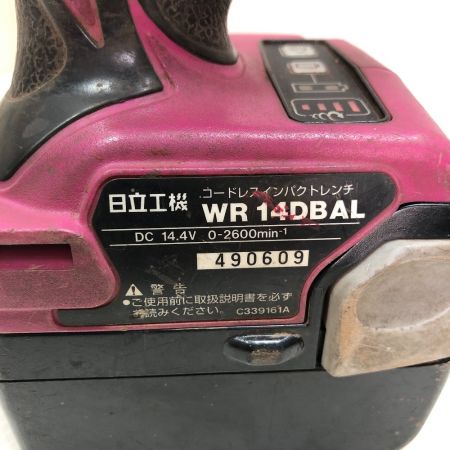 コードレスインパクトレンチ
日立工機 WR 14DBAL
DC 14.4V 0-2600min-1
490609
警告
●ご使用前に取扱説明書を必ず
お読みください。 C339161A